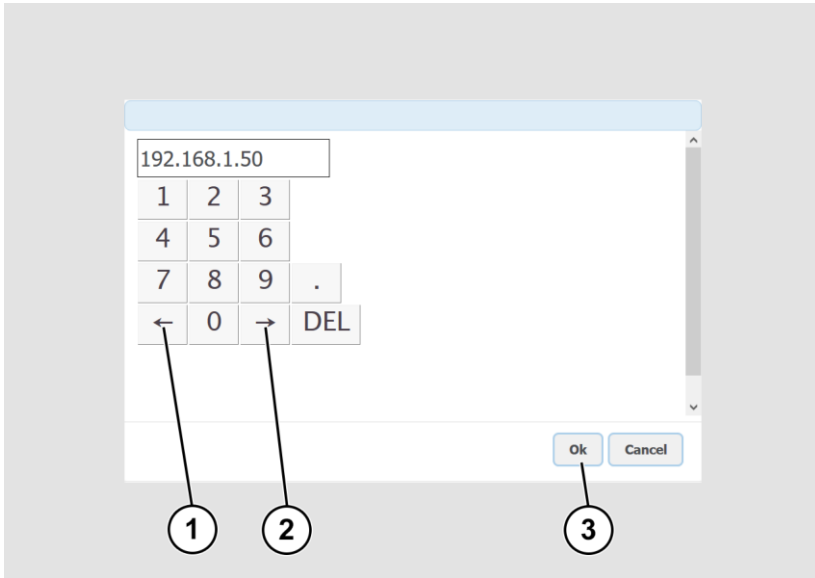 192.168.1.50
1 2 3
4 5 6
7 8 9 .
← 0 → DEL
Ok Cancel
1 2 3